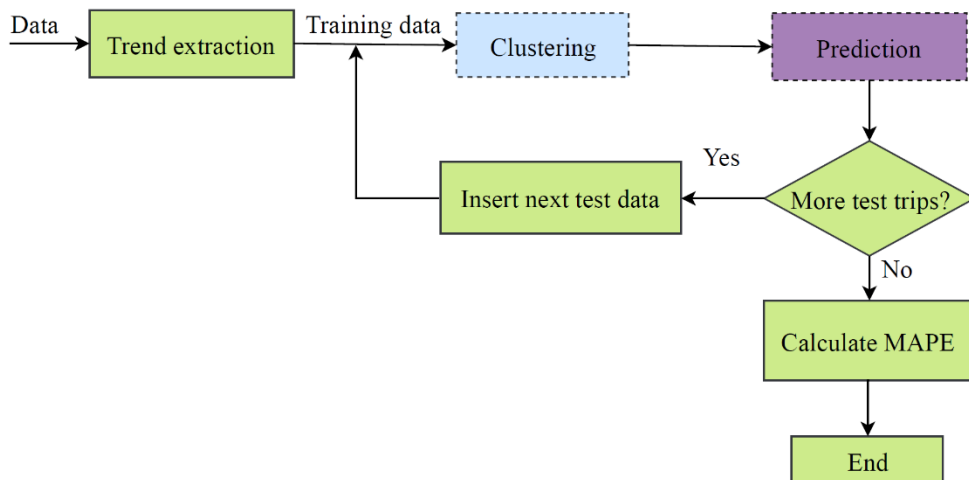 Data
Trend extraction
Training data
Clustering
Prediction
Yes
Insert next test data
More test trips?
No
Calculate MAPE
End